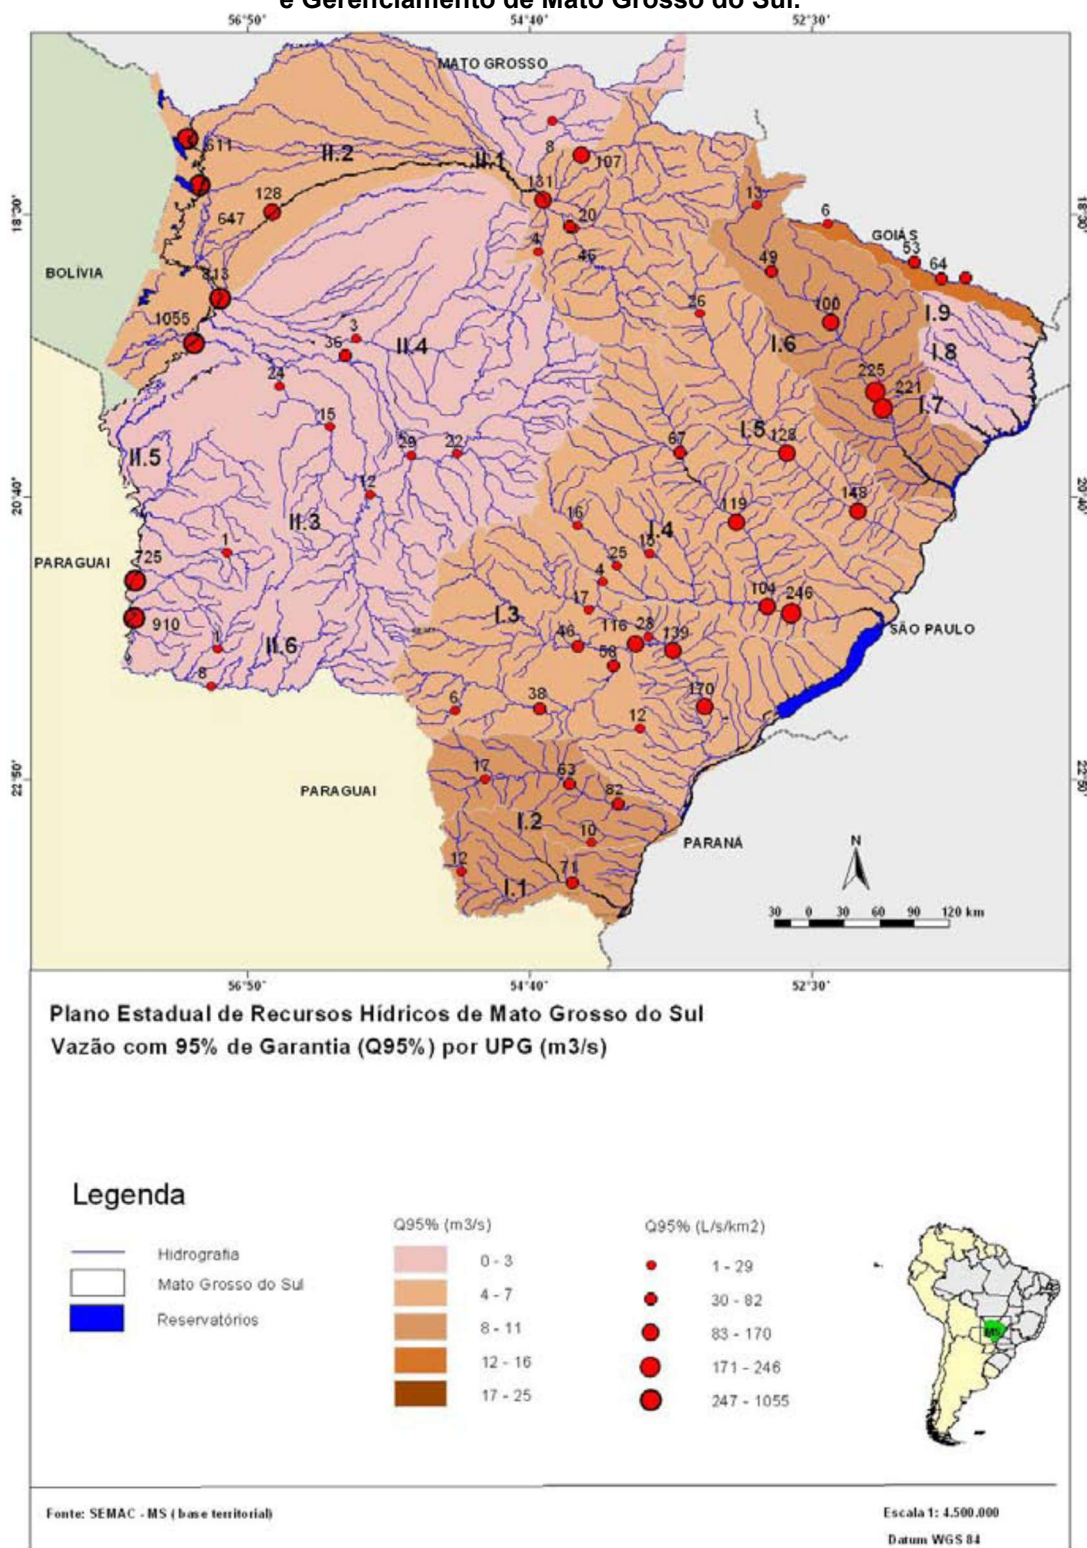 e Gerenciamento de Mato Grosso do Sul.
56°50' 54°40' 52°30'
MATO GROSSO
8
611
II.2
II.1
107
131
128
13
647
20
6
18°30'
18°30'
GOIÁS
4
46
53
49
64
BOLÍVIA
813
26
100
I.9
1055
3
I.6
36
II.4
I.8
24
225
221
15
I.7
I.5
29
22
67
128
II.5
12
148
20°40'
20°40'
16
119
II.3
I.4
1
15
725
25
PARAGUAI
4
104
246
17
I.3
910
116
28
SÃO PAULO
1
II.6
46
139
58
8
170
6
38
12
22°50'
17
63
PARAGUAI
82
I.2
10
PARANÁ
N
12
71
I.1
30 0 30 60 90 120 km
56°50' 54°40' 52°30'
Plano Estadual de Recursos Hídricos de Mato Grosso do Sul
Vazão com 95% de Garantia (Q95%) por UPG (m3/s)
Legenda
Hidrografia
Mato Grosso do Sul
Reservatórios
Q95% (m3/s)
0 - 3
4 - 7
8 - 11
12 - 16
17 - 25
Q95% (L/s/km2)
1 - 29
30 - 82
83 - 170
171 - 246
247 - 1055
MS
Fonte: SEMAC - MS ( base territorial)
Escala 1: 4.500.000
Datum WGS 84